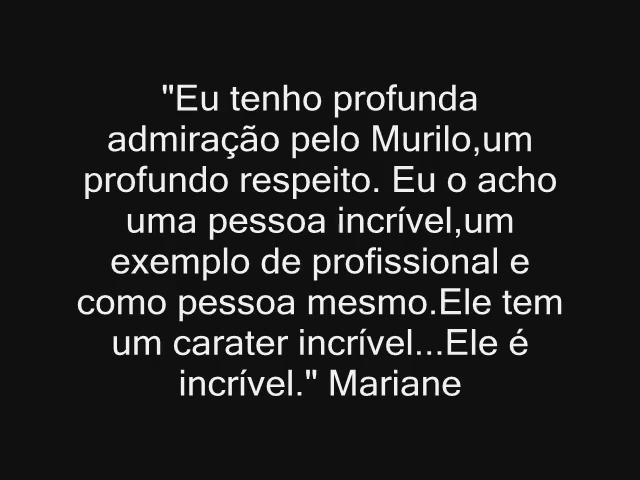 "Eu tenho profunda
admiração pelo Murilo,um
profundo respeito. Eu o acho
uma pessoa incrível,um
exemplo de profissional e
como pessoa mesmo.Ele tem
um carater incrível...Ele é
incrível." Mariane